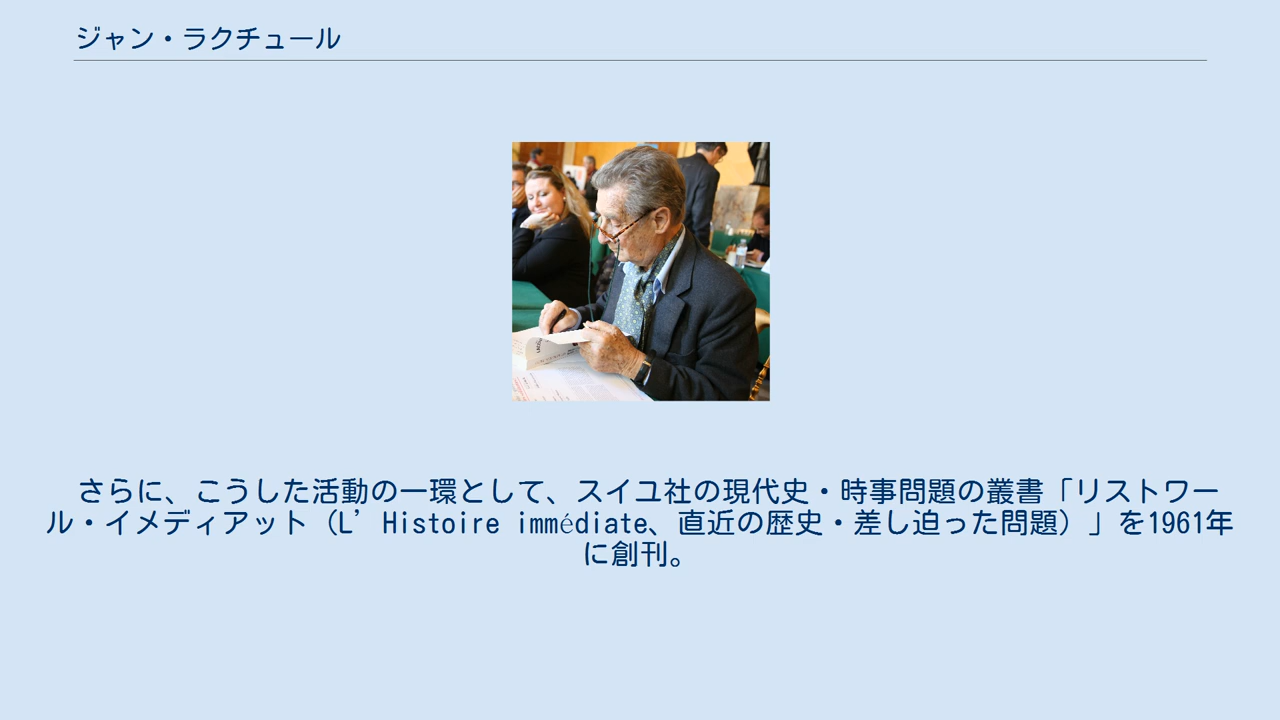 ジャン・ラクチュール
さらに、こうした活動の一環として、スイユ社の現代史・時事問題の叢書「リストワー
ル・イメディアット（L’Histoire immédiate、直近の歴史・差し迫った問題）」を1961年
に創刊。